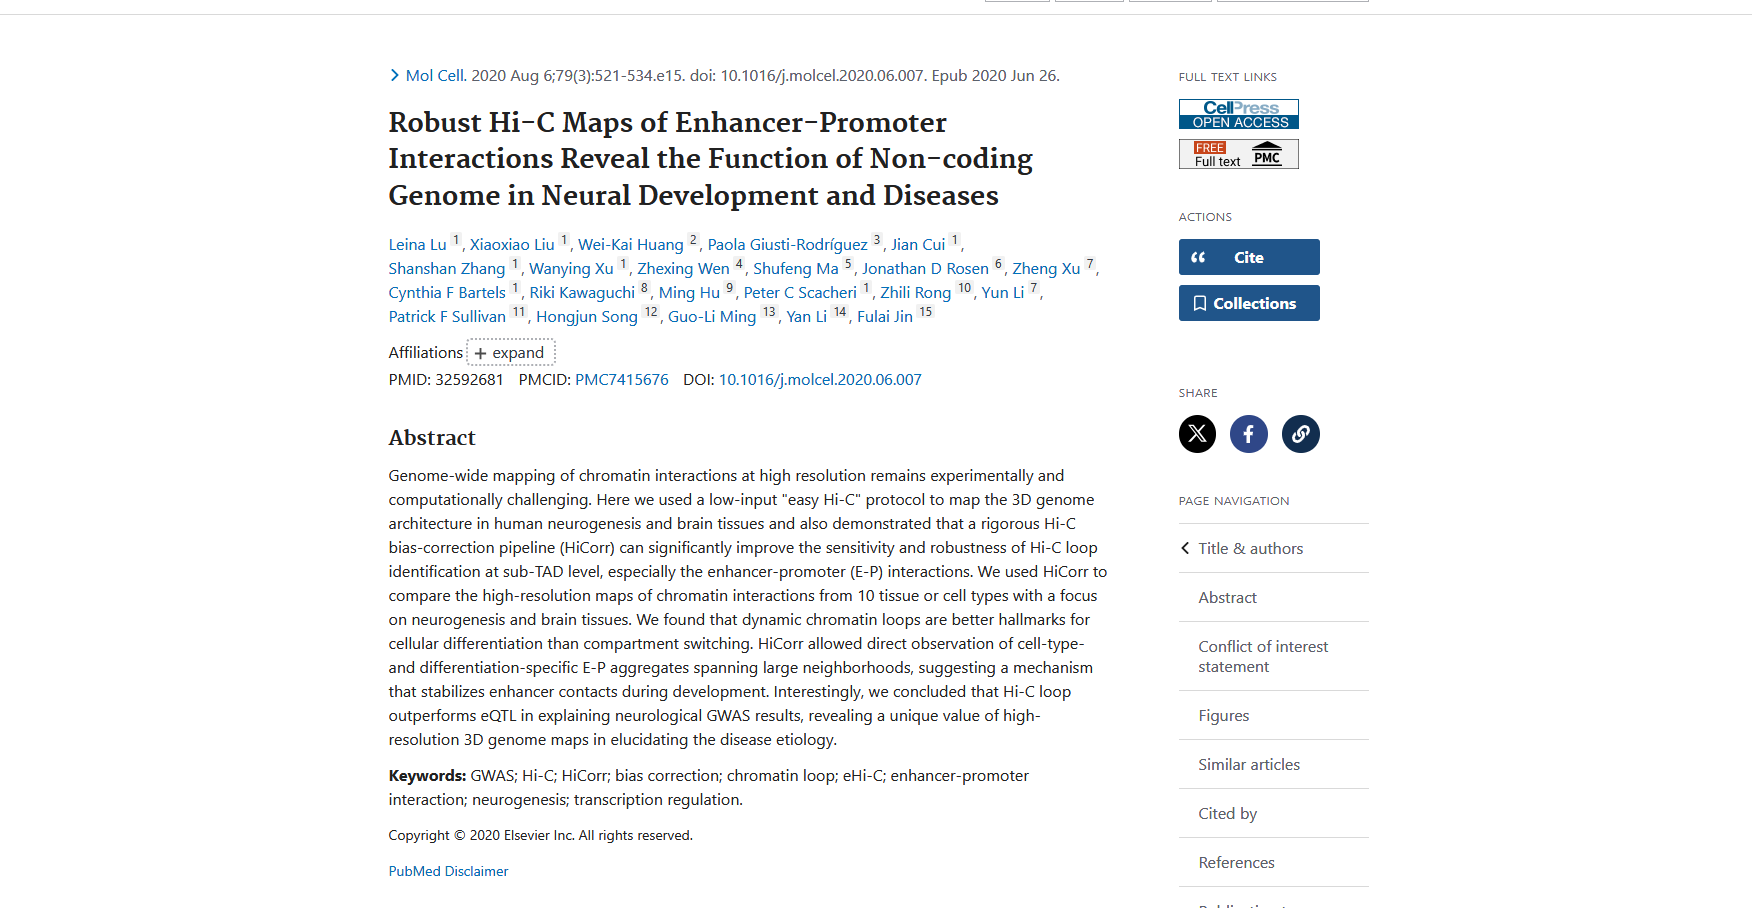 Mol Cell. 2020 Aug 6;79(3):521-534.e15. doi: 10.1016/j.molcel.2020.06.007. Epub 2020 Jun 26.
Robust Hi-C Maps of Enhancer-Promoter
Interactions Reveal the Function of Non-coding
Genome in Neural Development and Diseases
Leina Lu 1, Xiaoxiao Liu 1, Wei-Kai Huang 2, Paola Giusti-Rodríguez 3, Jian Cui 1,
Shanshan Zhang 1, Wanying Xu 1, Zhexing Wen 4, Shufeng Ma 5, Jonathan D Rosen 6, Zheng Xu 7,
Cynthia F Bartels 1, Riki Kawaguchi 8, Ming Hu 9, Peter C Scacheri 1, Zhili Rong 10, Yun Li 7,
Patrick F Sullivan 11, Hongjun Song 12, Guo-Li Ming 13, Yan Li 14, Fulai Jin 15
Affiliations + expand
PMID: 32592681 PMCID: PMC7415676 DOI: 10.1016/j.molcel.2020.06.007
Abstract
Genome-wide mapping of chromatin interactions at high resolution remains experimentally and
computationally challenging. Here we used a low-input "easy Hi-C" protocol to map the 3D genome
architecture in human neurogenesis and brain tissues and also demonstrated that a rigorous Hi-C
bias-correction pipeline (HiCorr) can significantly improve the sensitivity and robustness of Hi-C loop
identification at sub-TAD level, especially the enhancer-promoter (E-P) interactions. We used HiCorr to
compare the high-resolution maps of chromatin interactions from 10 tissue or cell types with a focus
on neurogenesis and brain tissues. We found that dynamic chromatin loops are better hallmarks for
cellular differentiation than compartment switching. HiCorr allowed direct observation of cell-type-
and differentiation-specific E-P aggregates spanning large neighborhoods, suggesting a mechanism
that stabilizes enhancer contacts during development. Interestingly, we concluded that Hi-C loop
outperforms eQTL in explaining neurological GWAS results, revealing a unique value of high-
resolution 3D genome maps in elucidating the disease etiology.
Keywords: GWAS; Hi-C; HiCorr; bias correction; chromatin loop; eHi-C; enhancer-promoter
interaction; neurogenesis; transcription regulation.
Copyright © 2020 Elsevier Inc. All rights reserved.
PubMed Disclaimer
FULL TEXT LINKS
CellPress
OPEN ACCESS
FREE
Full text PMC
ACTIONS
Cite
Collections
SHARE
PAGE NAVIGATION
Title & authors
Abstract
Conflict of interest
statement
Figures
Similar articles
Cited by
References